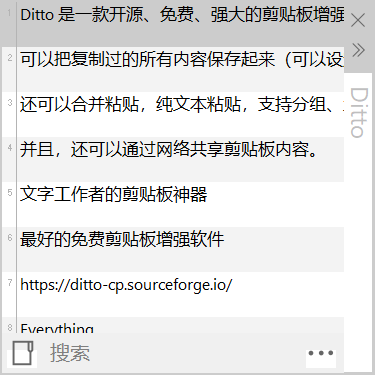 1 Ditto 是一款开源、免费、强大的剪贴板增强
2 可以把复制过的所有内容保存起来（可以设
3 还可以合并粘贴，纯文本粘贴，支持分组、
4 并且，还可以通过网络共享剪贴板内容。
5 文字工作者的剪贴板神器
6 最好的免费剪贴板增强软件
7 https://ditto-cp.sourceforge.io/
8 Everything
搜索
Ditto